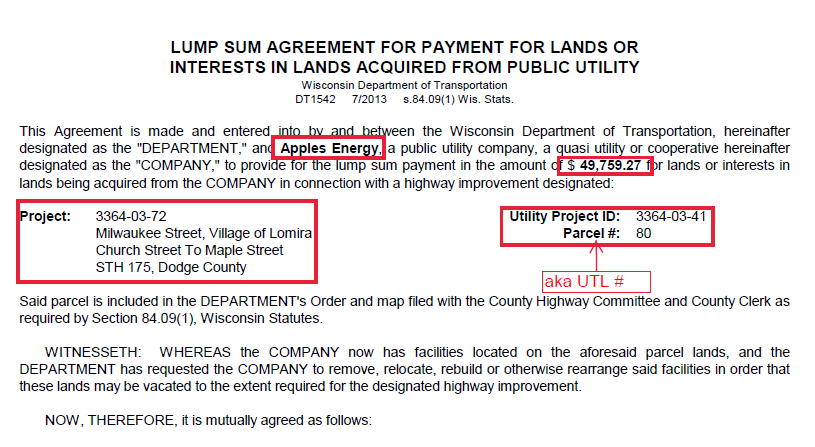 LUMP SUM AGREEMENT FOR PAYMENT FOR LANDS OR
INTERESTS IN LANDS ACQUIRED FROM PUBLIC UTILITY
Wisconsin Department of Transportation
DT1542 7/2013 s.84.09(1) Wis. Stats.
This Agreement is made and entered into by and between the Wisconsin Department of Transportation, hereinafter
designated as the "DEPARTMENT," and Apples Energy, a public utility company, a quasi utility or cooperative hereinafter
designated as the "COMPANY," to provide for the lump sum payment in the amount of $ 49,759.27 for lands or interests in
lands being acquired from the COMPANY in connection with a highway improvement designated:
Project: 3364-03-72
Milwaukee Street, Village of Lomira
Church Street To Maple Street
STH 175, Dodge County
Utility Project ID: 3364-03-41
Parcel #: 80
aka UTL #
Said parcel is included in the DEPARTMENT's Order and map filed with the County Highway Committee and County Clerk as
required by Section 84.09(1), Wisconsin Statutes.
WITNESSETH: WHEREAS the COMPANY now has facilities located on the aforesaid parcel lands, and the
DEPARTMENT has requested the COMPANY to remove, relocate, rebuild or otherwise rearrange said facilities in order that
these lands may be vacated to the extent required for the designated highway improvement.
NOW, THEREFORE, it is mutually agreed as follows: